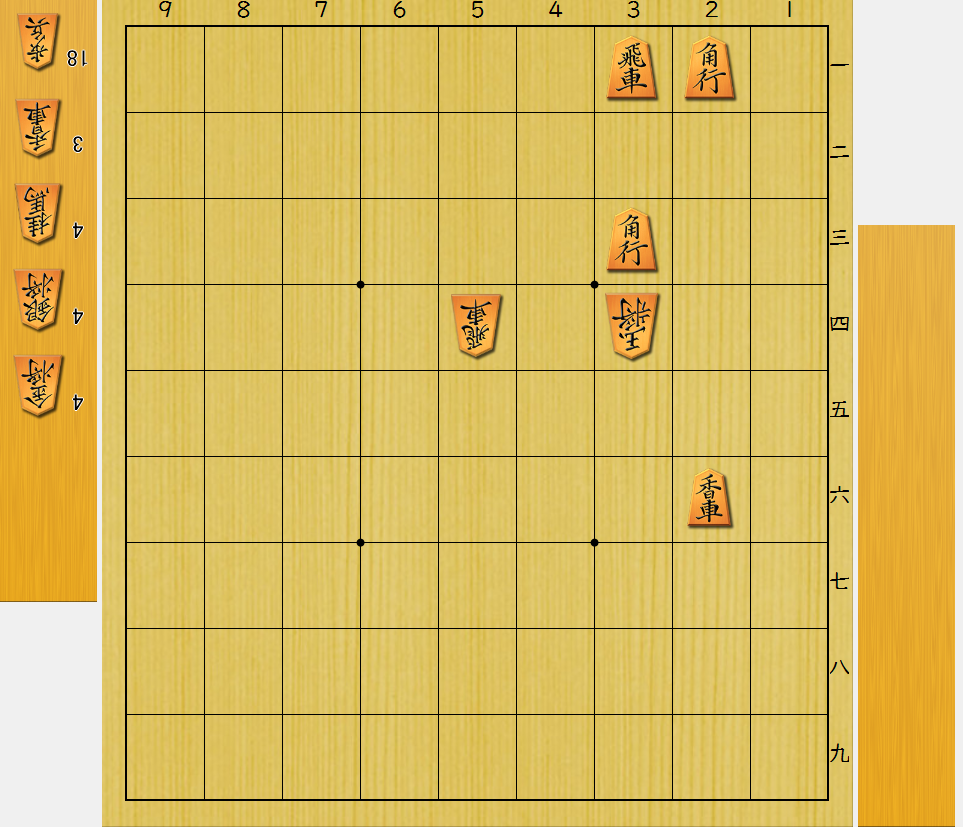 9 8 7 6 5 4 3 2 1
飛車 角行 一
二
角行 三
飛車 玉将 四
五
香車 六
七
八
九
歩兵 18
香車 3
桂馬 4
銀将 4
金将 4